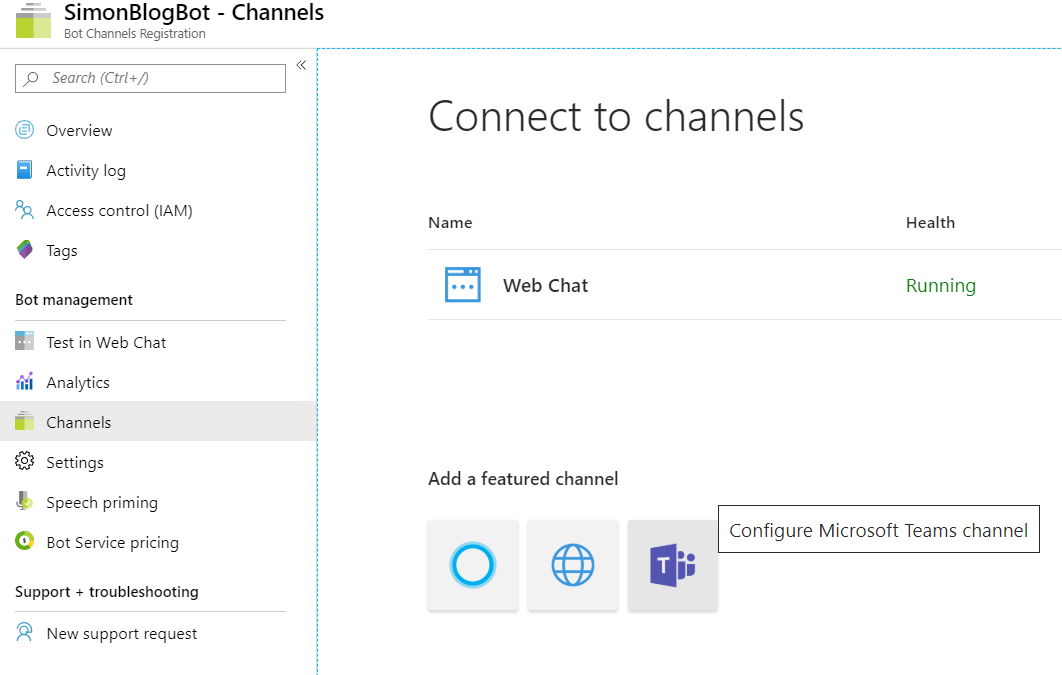 SimonBlogBot - Channels
Bot Channels Registration
Search (Ctrl+/)
«
Overview
Activity log
Access control (IAM)
Tags
Bot management
Test in Web Chat
Analytics
Channels
Settings
Speech priming
Bot Service pricing
Support + troubleshooting
New support request
Connect to channels
Name Health
Web Chat Running
Add a featured channel
T
Configure Microsoft Teams channel